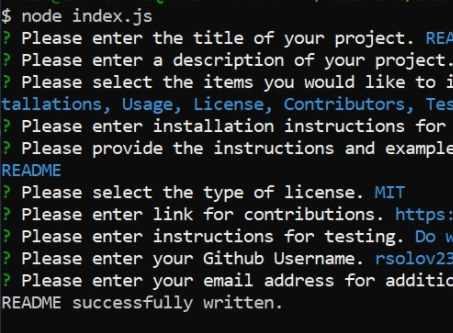 $ node index.js
? Please enter the title of your project. REA
? Please enter a description of your project.
? Please select the items you would like to i
tallations, Usage, License, Contributors, Tes
? Please enter installation instructions for
? Please provide the instructions and example
README
? Please select the type of license. MIT
? Please enter link for contributions. https:
? Please enter instructions for testing. Do w
? Please enter your Github Username. rsolov23
? Please enter your email address for additio
README successfully written.